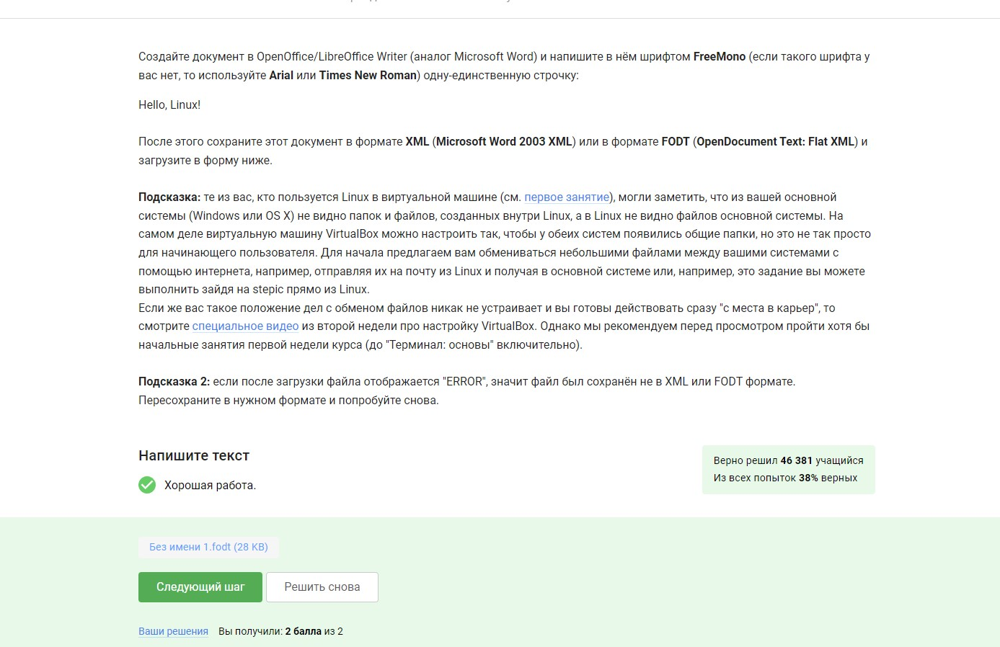 Создайте документ в OpenOffice/LibreOffice Writer (аналог Microsoft Word) и напишите в нём шрифтом FreeMono (если такого шрифта у
вас нет, то используйте Arial или Times New Roman) одну-единственную строчку:
Hello, Linux!
После этого сохраните этот документ в формате XML (Microsoft Word 2003 XML) или в формате FODT (OpenDocument Text: Flat XML) и
загрузите в форму ниже.
Подсказка: те из вас, кто пользуется Linux в виртуальной машине (см. первое занятие), могли заметить, что из вашей основной
системы (Windows или OS X) не видно папок и файлов, созданных внутри Linux, а в Linux не видно файлов основной системы. На
самом деле виртуальную машину VirtualBox можно настроить так, чтобы у обеих систем появились общие папки, но это не так просто
для начинающего пользователя. Для начала предлагаем вам обмениваться небольшими файлами между вашими системами с
помощью интернета, например, отправляя их на почту из Linux и получая в основной системе или, например, это задание вы можете
выполнить зайдя на stepic прямо из Linux.
Если же вас такое положение дел с обменом файлов никак не устраивает и вы готовы действовать сразу "с места в карьер", то
смотрите специальное видео из второй недели про настройку VirtualBox. Однако мы рекомендуем перед просмотром пройти хотя бы
начальные занятия первой недели курса (до "Терминал: основы" включительно).
Подсказка 2: если после загрузки файла отображается "ERROR", значит файл был сохранён не в XML или FODT формате.
Пересохраните в нужном формате и попробуйте снова.
Напишите текст
Верно решил 46 381 учащийся
Из всех попыток 38% верных
Хорошая работа.
Без имени 1.fodt (28 KB)
Следующий шаг
Решить снова
Ваши решения Вы получили: 2 балла из 2